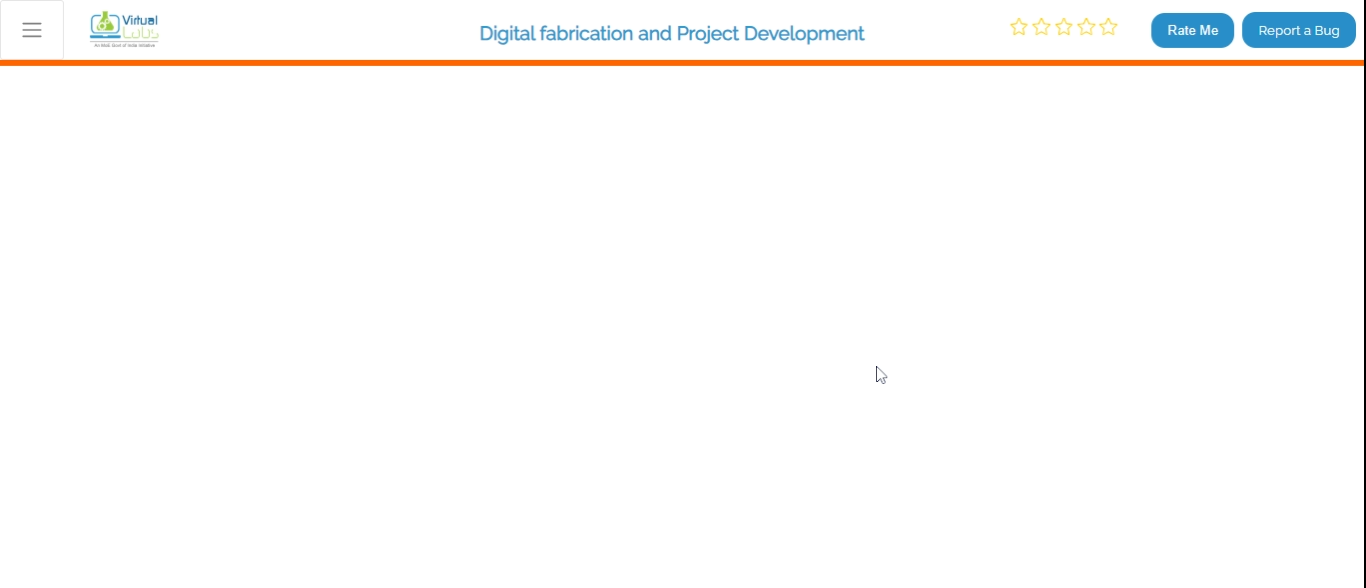 Virtual
Labs
An MoE, Govt of India Initiative
Digital fabrication and Project Development
Rate Me
Report a Bug